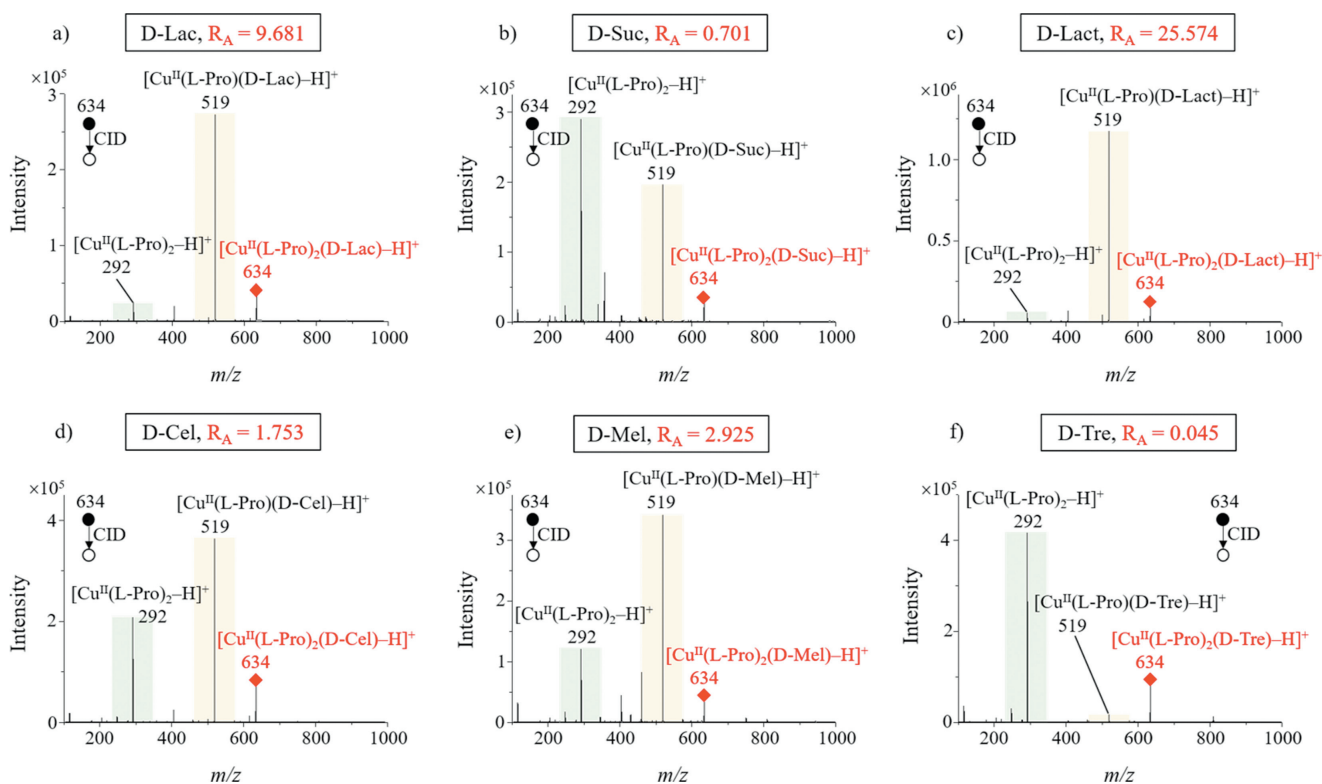 a)
D-Lac, R_A = 9.681
×10⁵
[Cuᴵᴵ(L-Pro)(D-Lac)–H]⁺
519
634
CID
[Cuᴵᴵ(L-Pro)₂–H]⁺
292
[Cuᴵᴵ(L-Pro)₂(D-Lac)–H]⁺
634
Intensity
3
2
1
0
200 400 600 800 1000
m/z
b)
D-Suc, R_A = 0.701
×10⁵
[Cuᴵᴵ(L-Pro)₂–H]⁺
292
634
CID
[Cuᴵᴵ(L-Pro)(D-Suc)–H]⁺
519
[Cuᴵᴵ(L-Pro)₂(D-Suc)–H]⁺
634
Intensity
3
2
1
0
200 400 600 800 1000
m/z
c)
D-Lact, R_A = 25.574
×10⁶
[Cuᴵᴵ(L-Pro)(D-Lact)–H]⁺
519
634
CID
[Cuᴵᴵ(L-Pro)₂–H]⁺
292
[Cuᴵᴵ(L-Pro)₂(D-Lact)–H]⁺
634
Intensity
1.0
0.5
0
200 400 600 800 1000
m/z
d)
D-Cel, R_A = 1.753
×10⁵
[Cuᴵᴵ(L-Pro)(D-Cel)–H]⁺
519
634
CID
[Cuᴵᴵ(L-Pro)₂–H]⁺
292
[Cuᴵᴵ(L-Pro)₂(D-Cel)–H]⁺
634
Intensity
4
2
0
200 400 600 800 1000
m/z
e)
D-Mel, R_A = 2.925
×10⁵
[Cuᴵᴵ(L-Pro)(D-Mel)–H]⁺
519
634
CID
[Cuᴵᴵ(L-Pro)₂–H]⁺
292
[Cuᴵᴵ(L-Pro)₂(D-Mel)–H]⁺
634
Intensity
3
2
1
0
200 400 600 800 1000
m/z
f)
D-Tre, R_A = 0.045
×10⁵
[Cuᴵᴵ(L-Pro)₂–H]⁺
292
634
CID
[Cuᴵᴵ(L-Pro)(D-Tre)–H]⁺
519
[Cuᴵᴵ(L-Pro)₂(D-Tre)–H]⁺
634
Intensity
4
2
0
200 400 600 800 1000
m/z